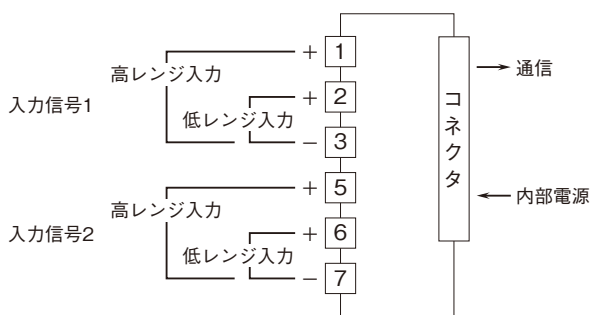 入力信号1
高レンジ入力
低レンジ入力
+ 1
+ 2
− 3
入力信号2
高レンジ入力
低レンジ入力
+ 5
+ 6
− 7
コネクタ
通信
内部電源